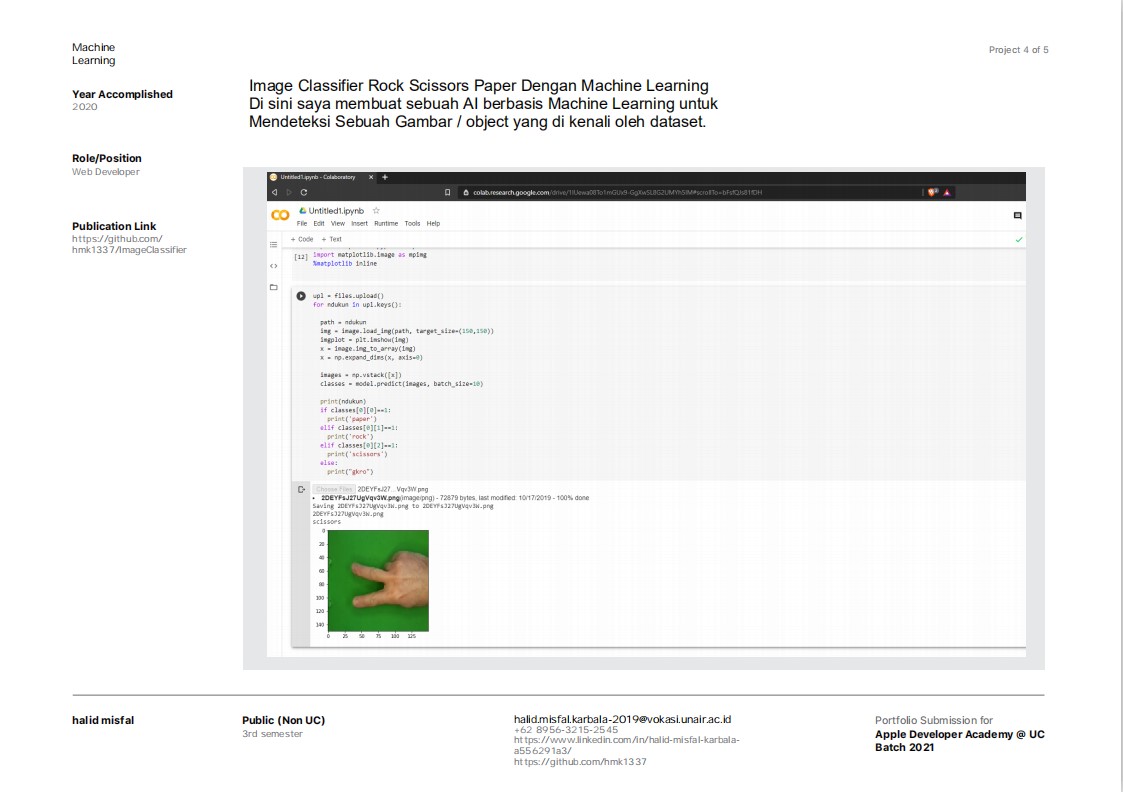 Machine
Learning
Project 4 of 5
Year Accomplished
2020
Image Classifier Rock Scissors Paper Dengan Machine Learning
Di sini saya membuat sebuah AI berbasis Machine Learning untuk
Mendeteksi Sebuah Gambar / object yang di kenali oleh dataset.
Role/Position
Web Developer
Publication Link
https://github.com/
hmk1337/ImageClassifier
Untitled1.ipynb - Colaboratory
colab.research.google.com
Untitled1.ipynb
File Edit View Insert Runtime Tools Help
+ Code + Text
[12] import matplotlib.image as mpimg
%matplotlib inline
upl = files.upload()
for ndukun in upl.keys():
path = ndukun
img = image.load_img(path, target_size=(150,150))
imgplot = plt.imshow(img)
x = image.img_to_array(img)
x = np.expand_dims(x, axis=0)
images = np.vstack([x])
classes = model.predict(images, batch_size=10)
print(ndukun)
if classes[0][0]==1:
print('paper')
elif classes[0][1]==1:
print('rock')
elif classes[0][2]==1:
print('scissors')
else:
print("gkro")
Choose Files 2DEYFsJ27...Vqv3W.png
• 2DEYFsJ27UgVqv3W.png(image/png) - 72879 bytes, last modified: 10/17/2019 - 100% done
Saving 2DEYFsJ27UgVqv3W.png to 2DEYFsJ27UgVqv3W.png
2DEYFsJ27UgVqv3W.png
scissors
0
20
40
60
80
100
120
140
0 25 50 75 100 125
halid misfal
Public (Non UC)
3rd semester
halid.misfal.karbala-2019@vokasi.unair.ac.id
+62 8956-3215-2545
https://www.linkedin.com/in/halid-misfal-karbala-
a556291a3/
https://github.com/hmk1337
Portfolio Submission for
Apple Developer Academy @ UC
Batch 2021